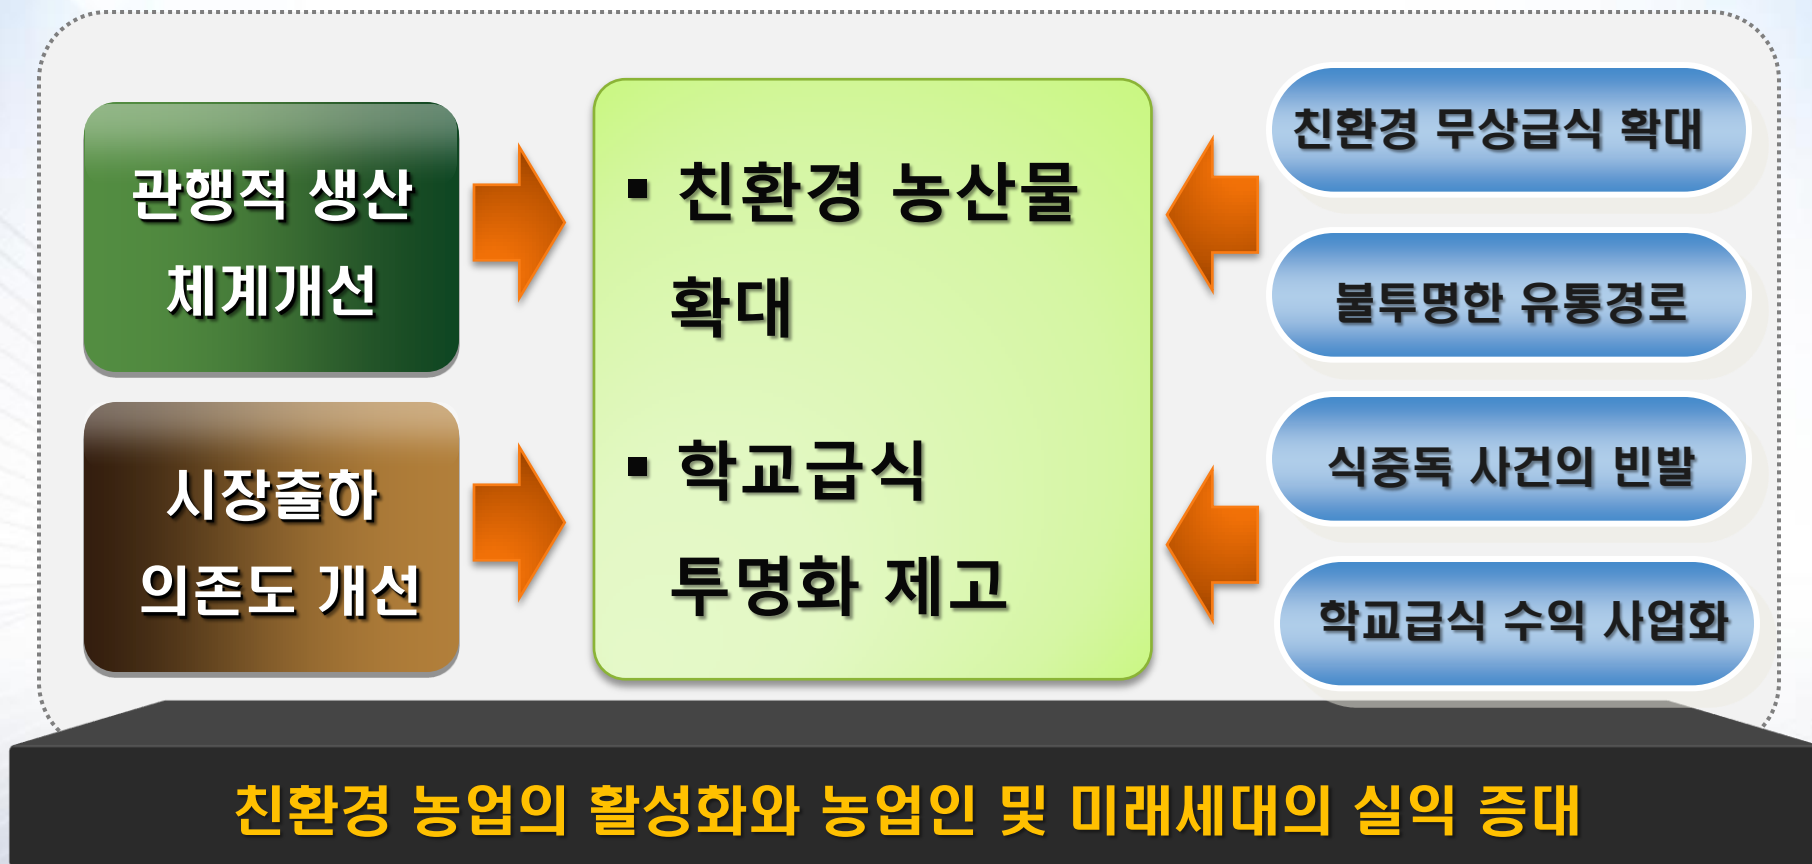 관행적 생산
체계개선
시장출하
의존도 개선
▪ 친환경 농산물
확대
▪ 학교급식
투명화 제고
친환경 무상급식 확대
불투명한 유통경로
식중독 사건의 빈발
학교급식 수익 사업화
친환경 농업의 활성화와 농업인 및 미래세대의 실익 증대